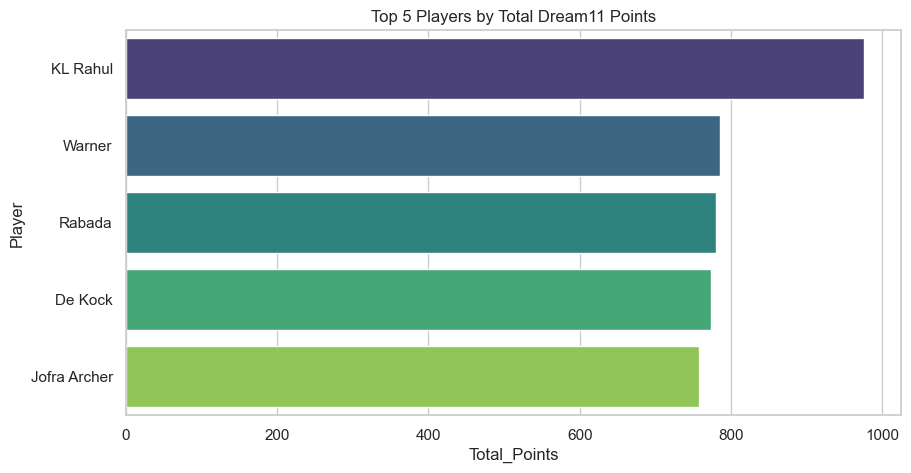 Top 5 Players by Total Dream11 Points
Player
KL Rahul
Warner
Rabada
De Kock
Jofra Archer
0 200 400 600 800 1000
Total_Points